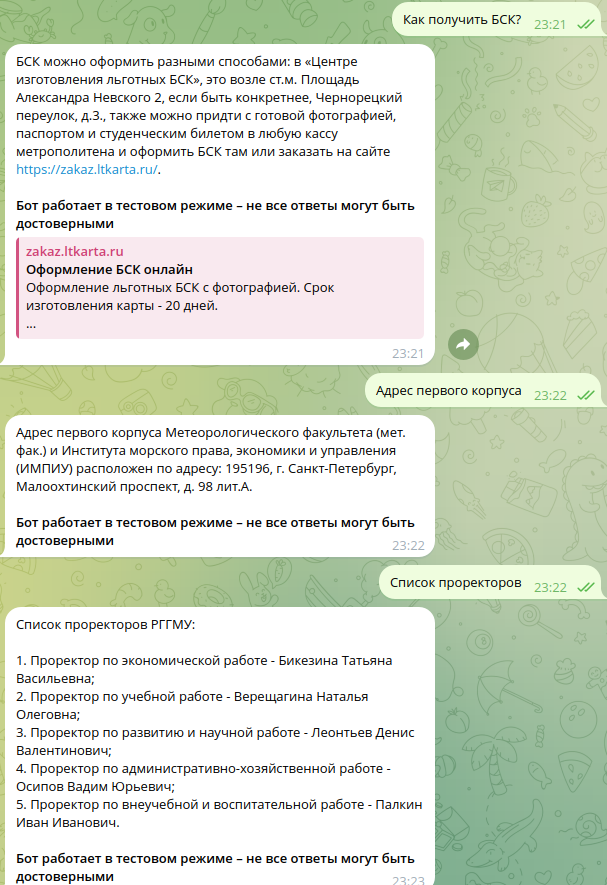 Как получить БСК?
23:21
БСК можно оформить разными способами: в «Центре
изготовления льготных БСК», это возле ст.м. Площадь
Александра Невского 2, если быть конкретнее, Чернорецкий
переулок, д.3., также можно придти с готовой фотографией,
паспортом и студенческим билетом в любую кассу
метрополитена и оформить БСК там или заказать на сайте
https://zakaz.ltkarta.ru/.
Бот работает в тестовом режиме – не все ответы могут быть
достоверными
zakaz.ltkarta.ru
Оформление БСК онлайн
Оформление льготных БСК с фотографией. Срок
изготовления карты - 20 дней.
...
23:21
Адрес первого корпуса
23:22
Адрес первого корпуса Метеорологического факультета (мет.
фак.) и Института морского права, экономики и управления
(ИМПИУ) расположен по адресу: 195196, г. Санкт-Петербург,
Малоохтинский проспект, д. 98 лит.А.
Бот работает в тестовом режиме – не все ответы могут быть
достоверными
23:22
Список проректоров
23:22
Список проректоров РГГМУ:
1. Проректор по экономической работе - Бикезина Татьяна
Васильевна;
2. Проректор по учебной работе - Верещагина Наталья
Олеговна;
3. Проректор по развитию и научной работе - Леонтьев Денис
Валентинович;
4. Проректор по административно-хозяйственной работе -
Осипов Вадим Юрьевич;
5. Проректор по внеучебной и воспитательной работе - Палкин
Иван Иванович.
Бот работает в тестовом режиме – не все ответы могут быть
достоверными
23:23